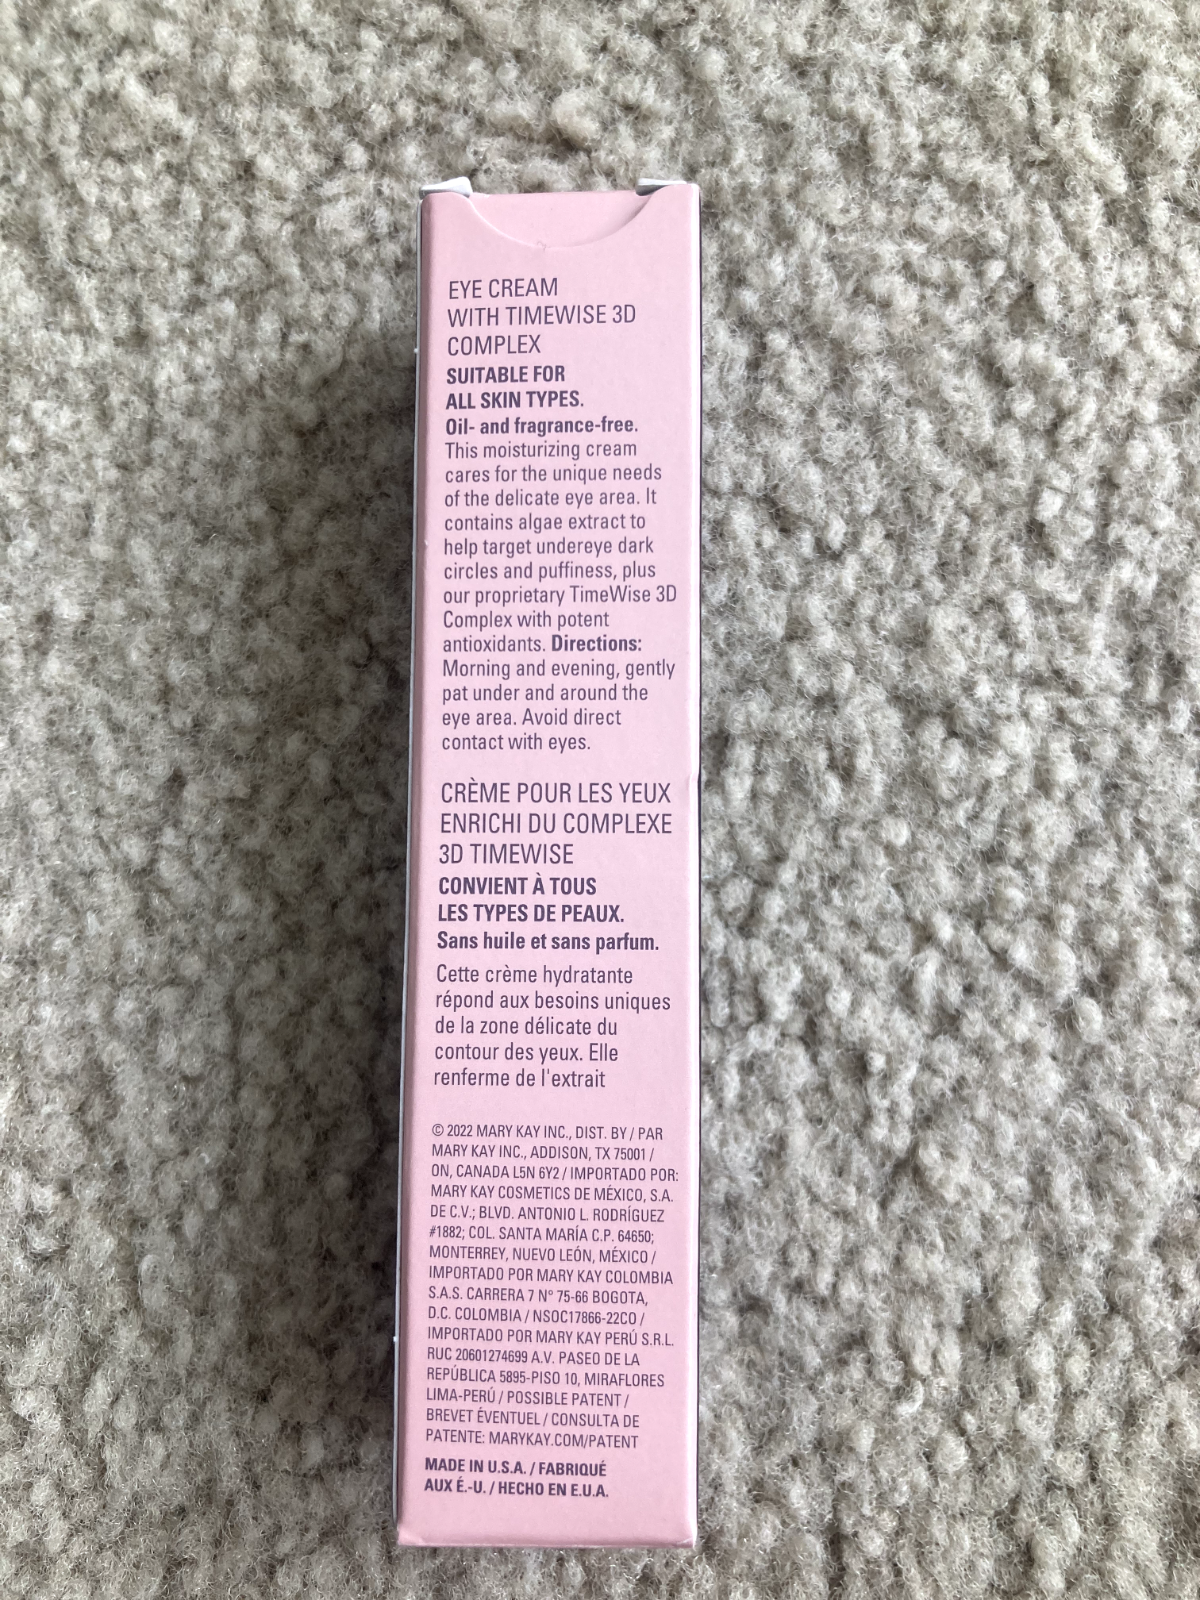 EYE CREAM
WITH TIMEWISE 3D
COMPLEX
SUITABLE FOR
ALL SKIN TYPES.
Oil- and fragrance-free.
This moisturizing cream
cares for the unique needs
of the delicate eye area. It
contains algae extract to
help target undereye dark
circles and puffiness, plus
our proprietary TimeWise 3D
Complex with potent
antioxidants. Directions:
Morning and evening, gently
pat under and around the
eye area. Avoid direct
contact with eyes.
CRÈME POUR LES YEUX
ENRICHI DU COMPLEXE
3D TIMEWISE
CONVIENT À TOUS
LES TYPES DE PEAUX.
Sans huile et sans parfum.
Cette crème hydratante
répond aux besoins uniques
de la zone délicate du
contour des yeux. Elle
renferme de l'extrait
© 2022 MARY KAY INC., DIST. BY / PAR
MARY KAY INC., ADDISON, TX 75001 /
ON, CANADA L5N 6Y2 / IMPORTADO POR:
MARY KAY COSMETICS DE MÉXICO, S.A.
DE C.V.; BLVD. ANTONIO L. RODRÍGUEZ
#1882; COL. SANTA MARÍA C.P. 64650;
MONTERREY, NUEVO LEÓN, MÉXICO /
IMPORTADO POR MARY KAY COLOMBIA
S.A.S. CARRERA 7 N° 75-66 BOGOTA,
D.C. COLOMBIA / NSOC17866-22CO /
IMPORTADO POR MARY KAY PERÚ S.R.L.
RUC 20601274699 A.V. PASEO DE LA
REPÚBLICA 5895-PISO 10, MIRAFLORES
LIMA-PERÚ / POSSIBLE PATENT /
BREVET ÉVENTUEL / CONSULTA DE
PATENTE: MARYKAY.COM/PATENT
MADE IN U.S.A. / FABRIQUÉ
AUX É.-U. / HECHO EN E.U.A.